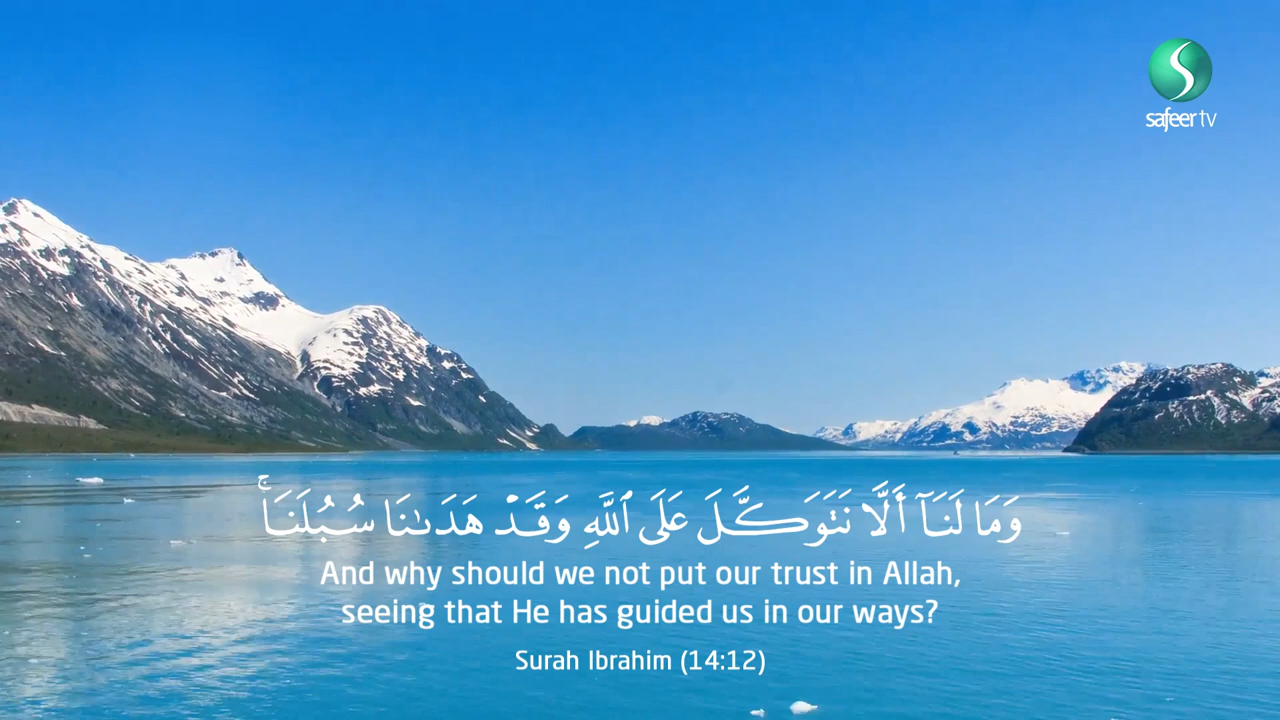 safeer tv
وَمَا لَنَآ أَلَّا نَتَوَكَّلَ عَلَى ٱللَّهِ وَقَدْ هَدَىٰنَا سُبُلَنَا ۚ
And why should we not put our trust in Allah,
seeing that He has guided us in our ways?
Surah Ibrahim (14:12)